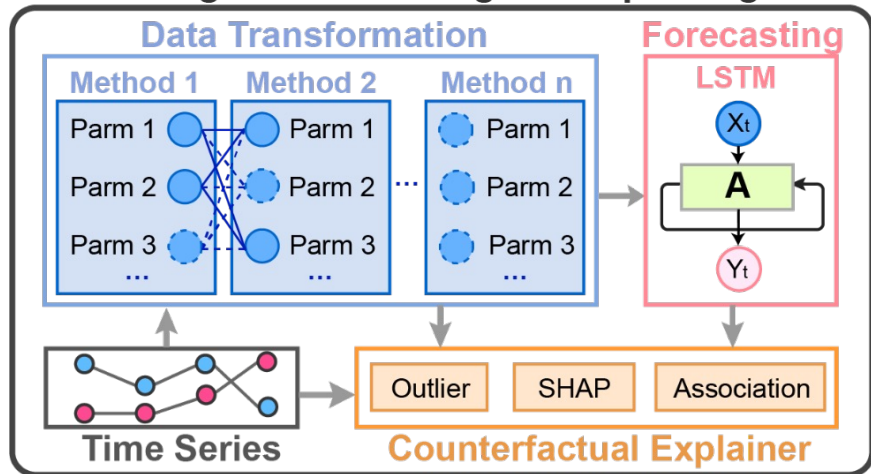 Data Transformation
Forecasting
Method 1
Method 2
Method n
LSTM
Parm 1
Parm 1
Parm 1
Parm 2
Parm 2
...
Parm 2
Parm 3
Parm 3
Parm 3
...
...
...
Xt
A
Yt
Outlier
SHAP
Association
Time Series
Counterfactual Explainer